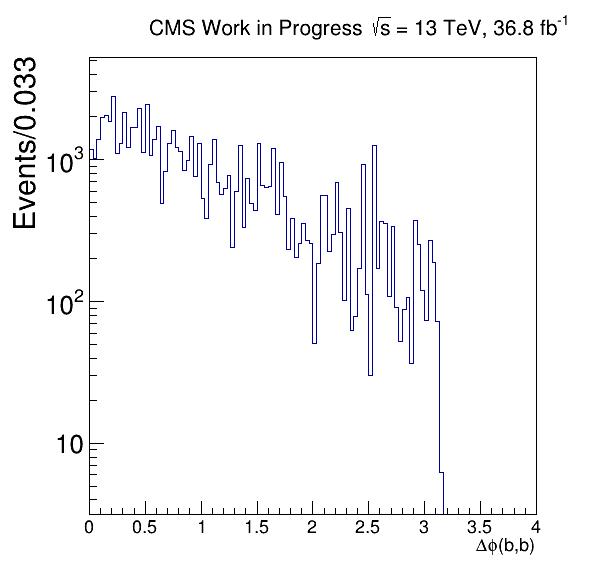 CMS Work in Progress √s = 13 TeV, 36.8 fb⁻¹
Events/0.033
10³
10²
10
0 0.5 1 1.5 2 2.5 3 3.5 4
Δϕ(b,b)